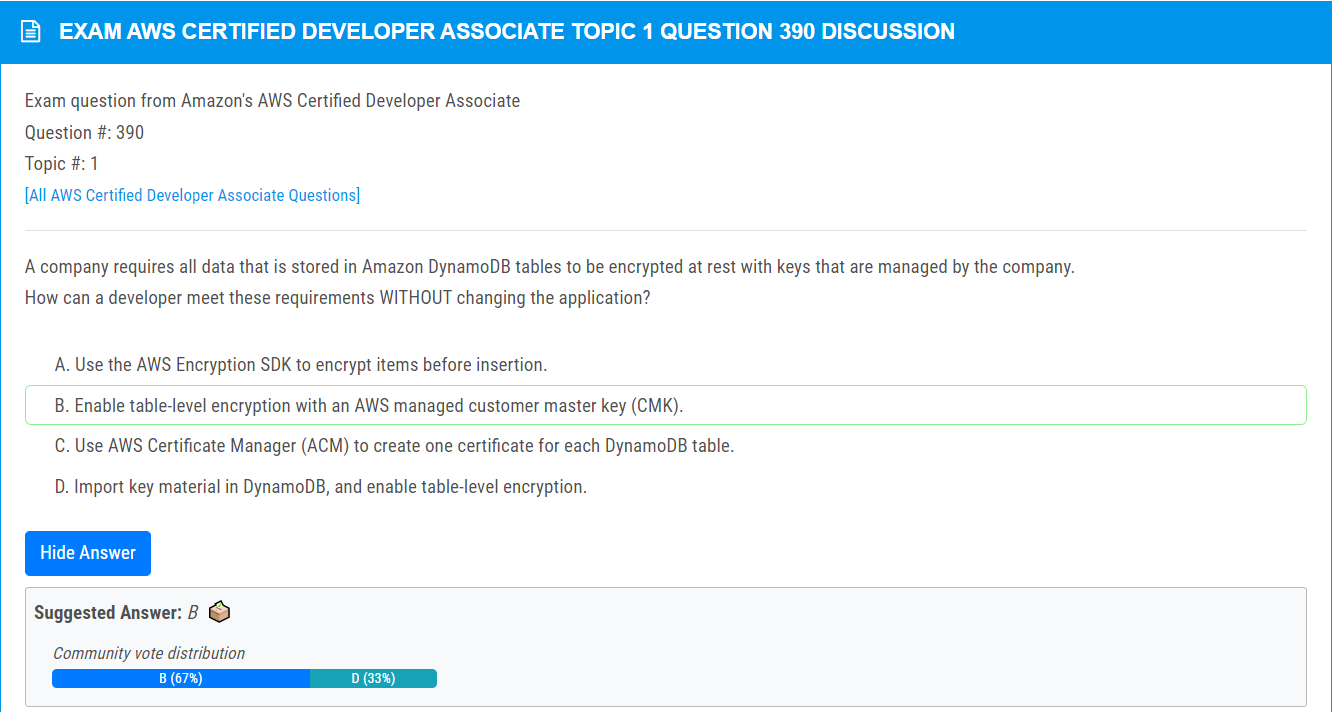 EXAM AWS CERTIFIED DEVELOPER ASSOCIATE TOPIC 1 QUESTION 390 DISCUSSION
Exam question from Amazon's AWS Certified Developer Associate
Question #: 390
Topic #: 1
[All AWS Certified Developer Associate Questions]
A company requires all data that is stored in Amazon DynamoDB tables to be encrypted at rest with keys that are managed by the company.
How can a developer meet these requirements WITHOUT changing the application?
A. Use the AWS Encryption SDK to encrypt items before insertion.
B. Enable table-level encryption with an AWS managed customer master key (CMK).
C. Use AWS Certificate Manager (ACM) to create one certificate for each DynamoDB table.
D. Import key material in DynamoDB, and enable table-level encryption.
Hide Answer
Suggested Answer: B
Community vote distribution
B (67%) D (33%)